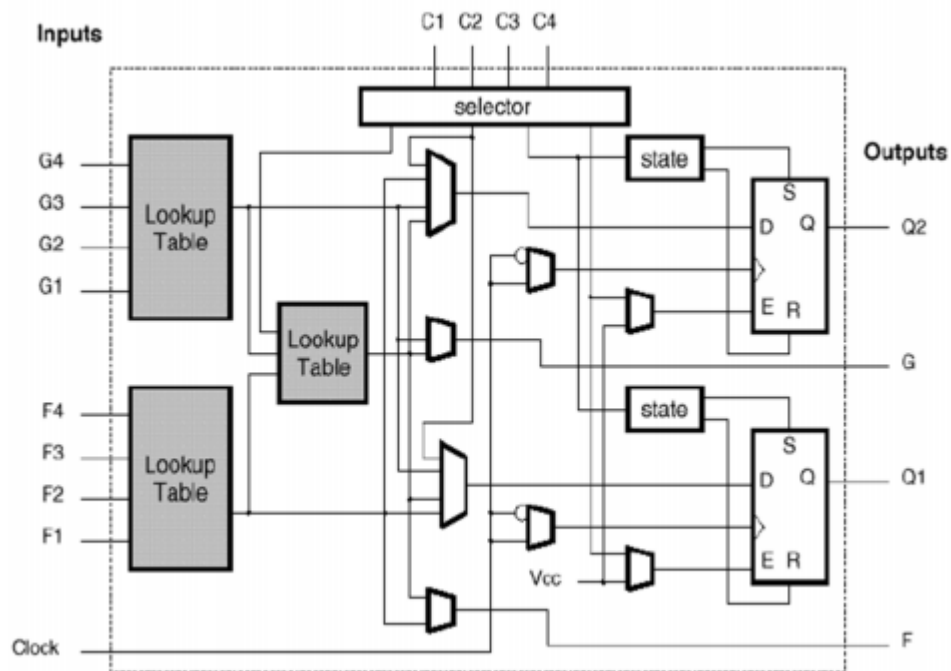 Inputs
C1 C2 C3 C4
selector
G4
G3
G2
G1
Lookup
Table
state
Outputs
S
D Q
E R
Q2
Lookup
Table
G
F4
F3
F2
F1
Lookup
Table
state
S
D Q
E R
Q1
Vcc
Clock
F